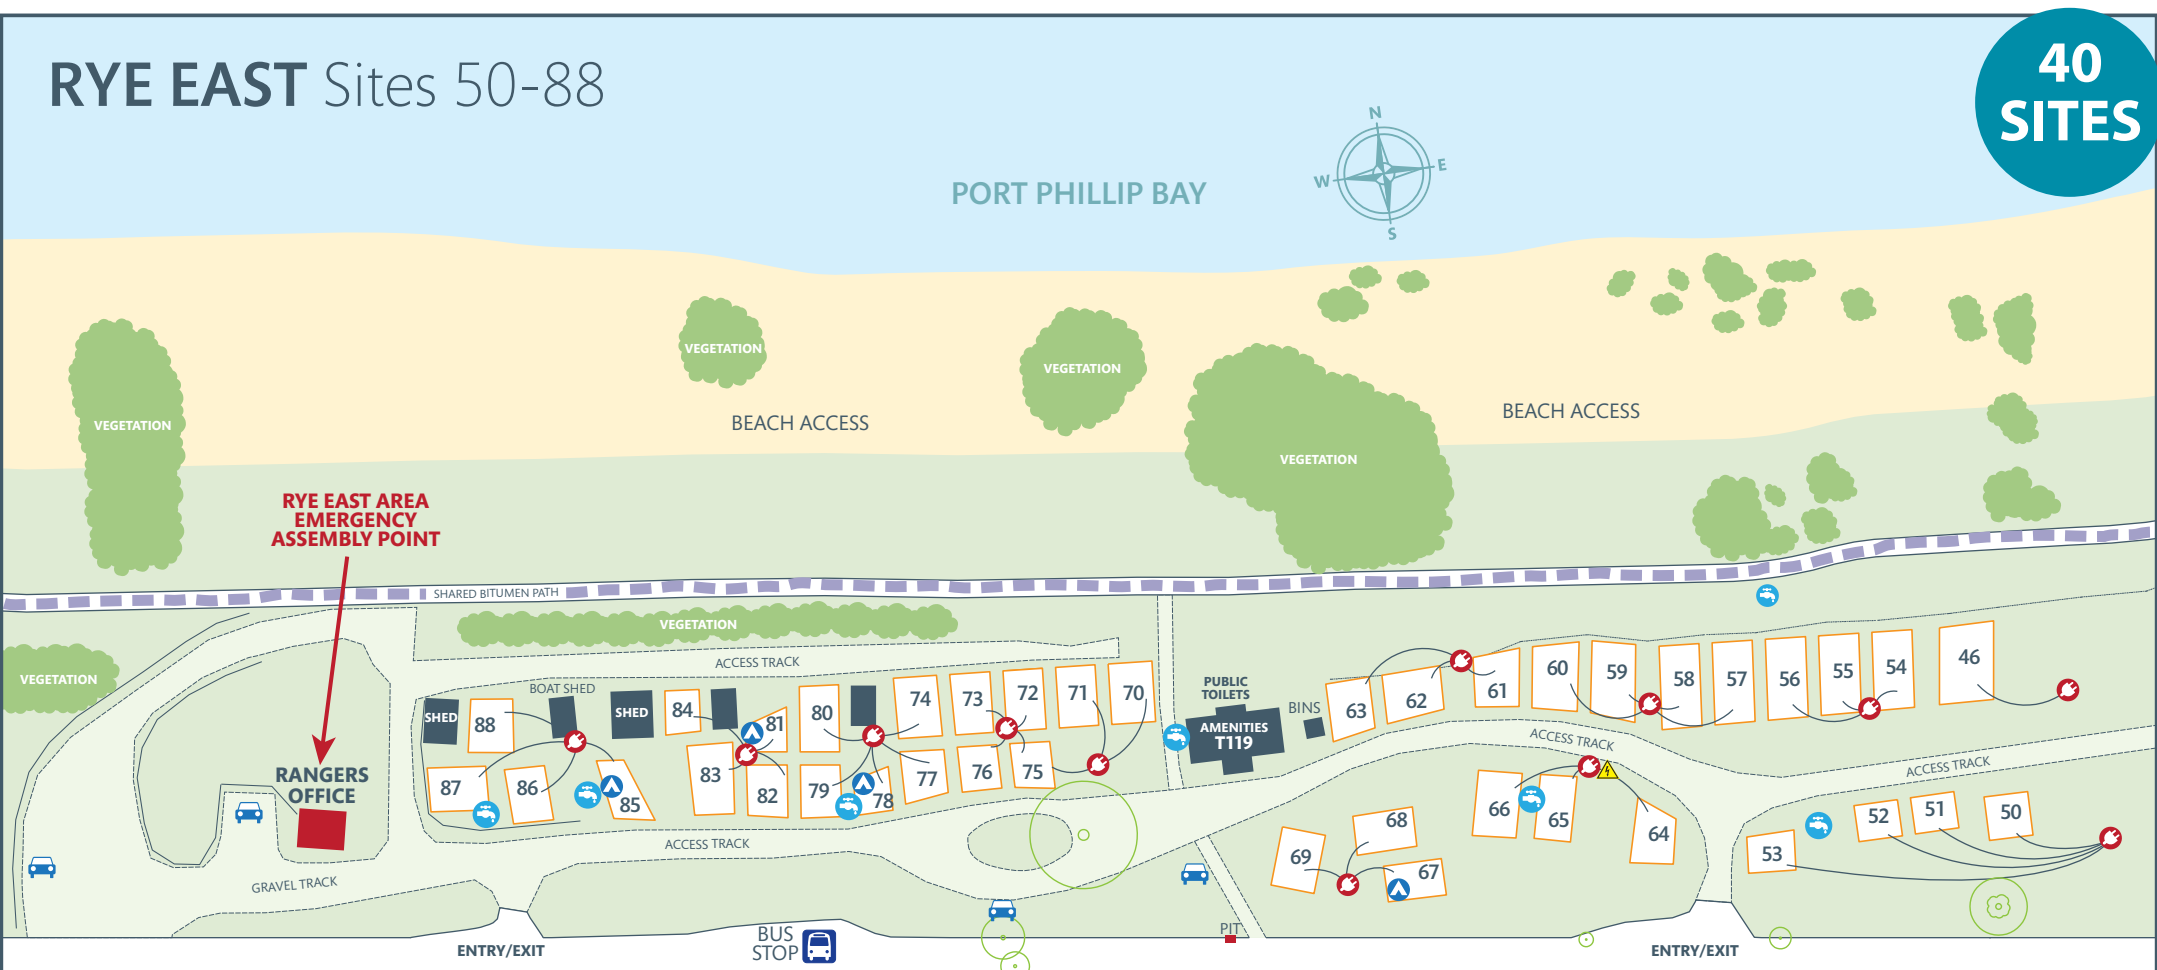 RYE EAST Sites 50-88
40
SITES
N
W
E
S
PORT PHILLIP BAY
VEGETATION
VEGETATION
VEGETATION
VEGETATION
BEACH ACCESS
BEACH ACCESS
RYE EAST AREA
EMERGENCY
ASSEMBLY POINT
SHARED BITUMEN PATH
VEGETATION
VEGETATION
ACCESS TRACK
BOAT SHED
SHED
88
SHED
84
81
80
74
73
72
71
70
PUBLIC
TOILETS
AMENITIES
T119
BINS
63
62
61
60
59
58
57
56
55
54
46
RANGERS
OFFICE
87
86
85
83
82
79
78
77
76
75
ACCESS TRACK
ACCESS TRACK
66
65
64
68
69
67
53
52
51
50
ACCESS TRACK
GRAVEL TRACK
ENTRY/EXIT
BUS
STOP
PIT
ENTRY/EXIT